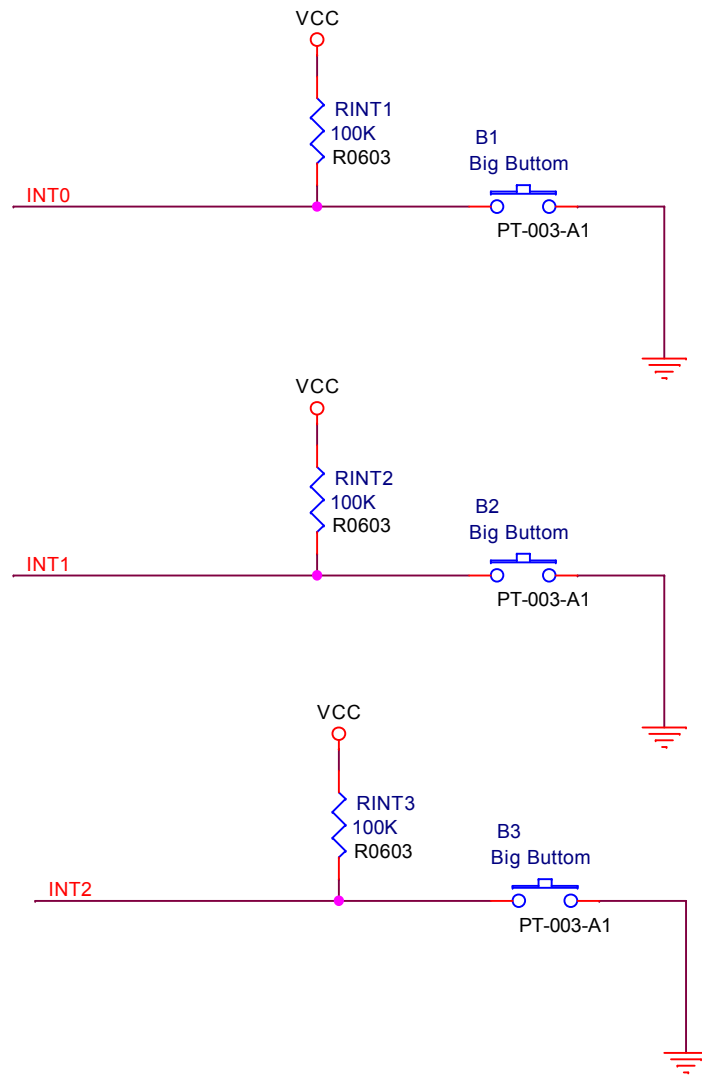 VCC
RINT1
100K
R0603
B1
Big Buttom
INT0
PT-003-A1
VCC
RINT2
100K
R0603
B2
Big Buttom
INT1
PT-003-A1
VCC
RINT3
100K
R0603
B3
Big Buttom
INT2
PT-003-A1